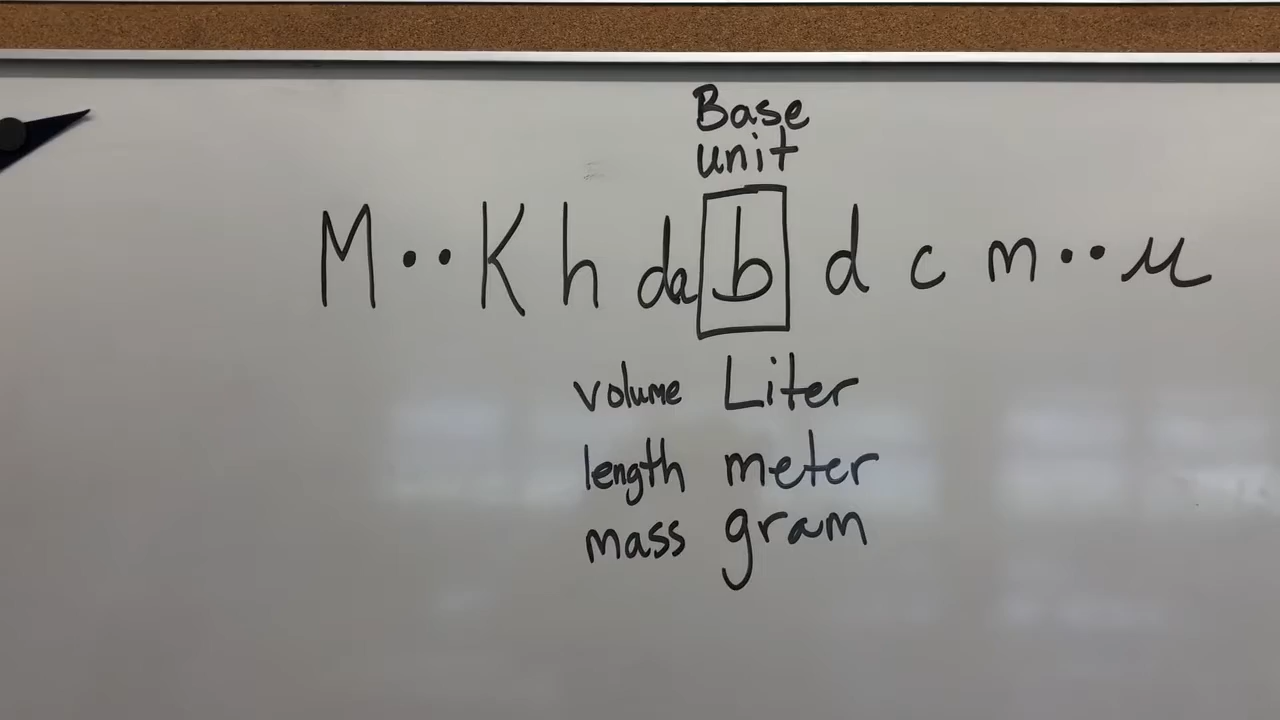 Base
unit
M··K h da b d c m··μ
volume Liter
length meter
mass gram